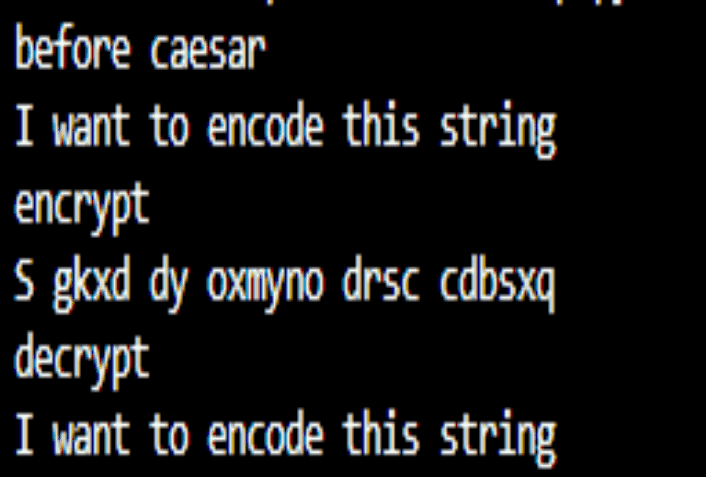 before caesar
I want to encode this string
encrypt
S gkxd dy oxmyno drsc cdbsxq
decrypt
I want to encode this string